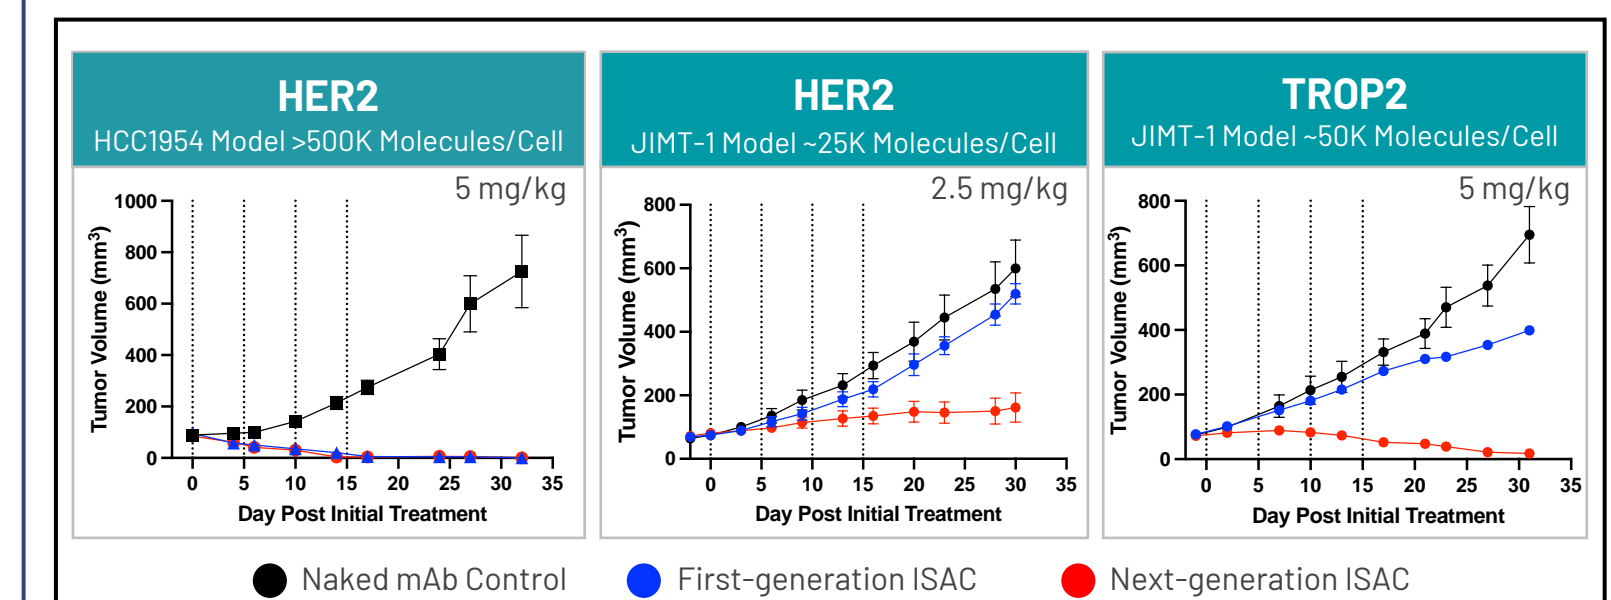 HER2
HCC1954 Model >500K Molecules/Cell
5 mg/kg
1000
800
600
400
200
0
Tumor Volume (mm³)
0 5 10 15 20 25 30 35
Day Post Initial Treatment
HER2
JIMT-1 Model ~25K Molecules/Cell
2.5 mg/kg
800
600
400
200
0
Tumor Volume (mm³)
0 5 10 15 20 25 30 35
Day Post Initial Treatment
TROP2
JIMT-1 Model ~50K Molecules/Cell
5 mg/kg
800
600
400
200
0
Tumor Volume (mm³)
0 5 10 15 20 25 30 35
Day Post Initial Treatment
Naked mAb Control
First-generation ISAC
Next-generation ISAC